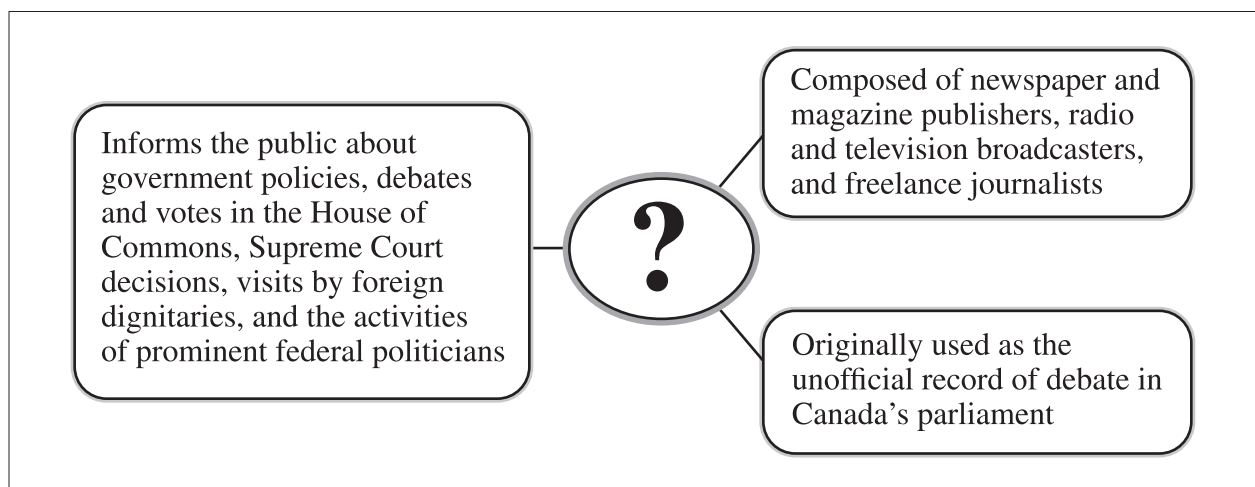 Informs the public about
government policies, debates
and votes in the House of
Commons, Supreme Court
decisions, visits by foreign
dignitaries, and the activities
of prominent federal politicians
?
Composed of newspaper and
magazine publishers, radio
and television broadcasters,
and freelance journalists
Originally used as the
unofficial record of debate in
Canada’s parliament